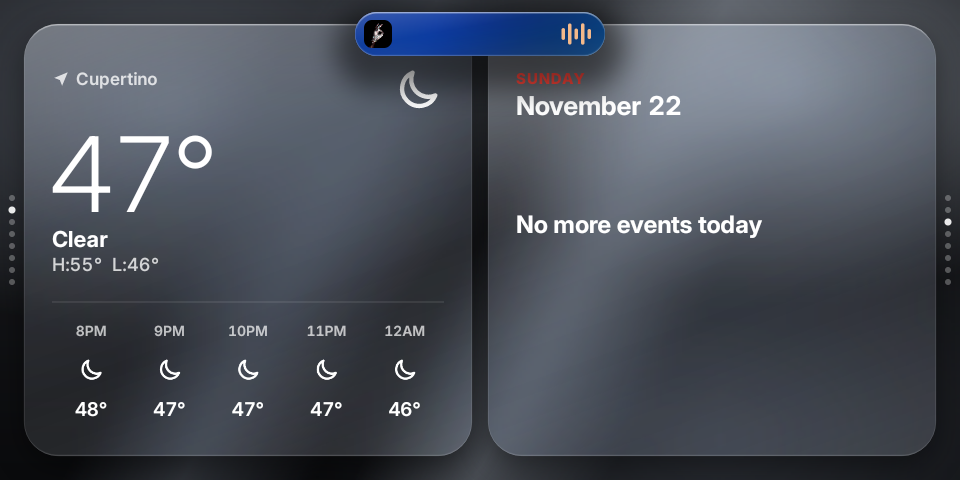 Cupertino
47°
Clear
H:55° L:46°
8PM 9PM 10PM 11PM 12AM
48° 47° 47° 47° 46°
SUNDAY
November 22
No more events today